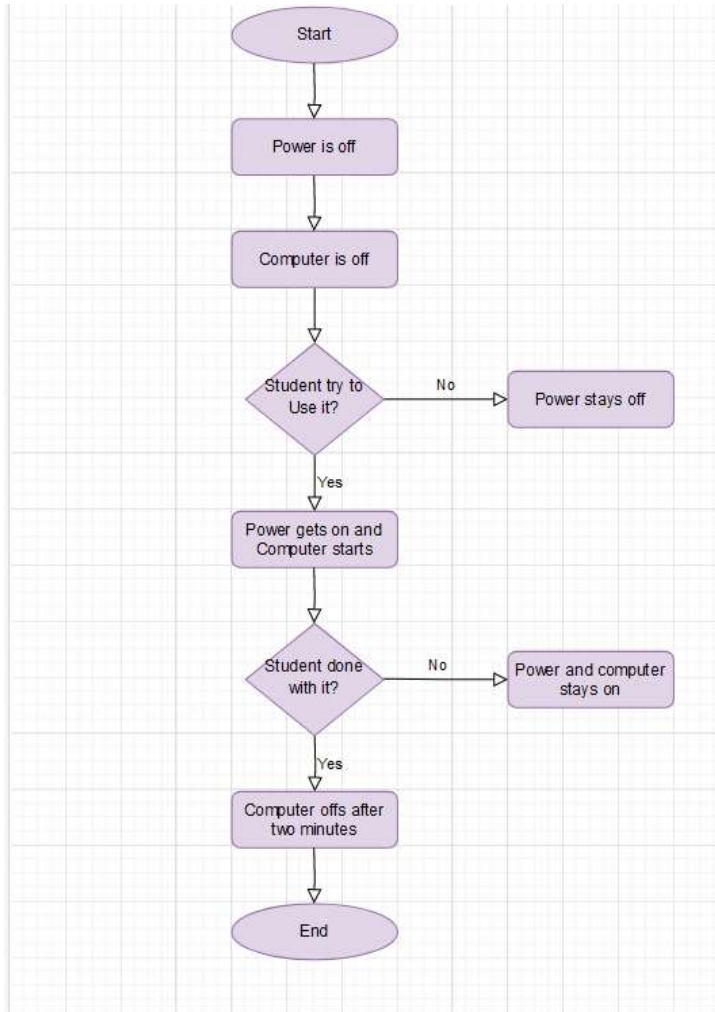 Start
Power is off
Computer is off
Student try to
Use it?
No
Power stays off
Yes
Power gets on and
Computer starts
Student done
with it?
No
Power and computer
stays on
Yes
Computer offs after
two minutes
End